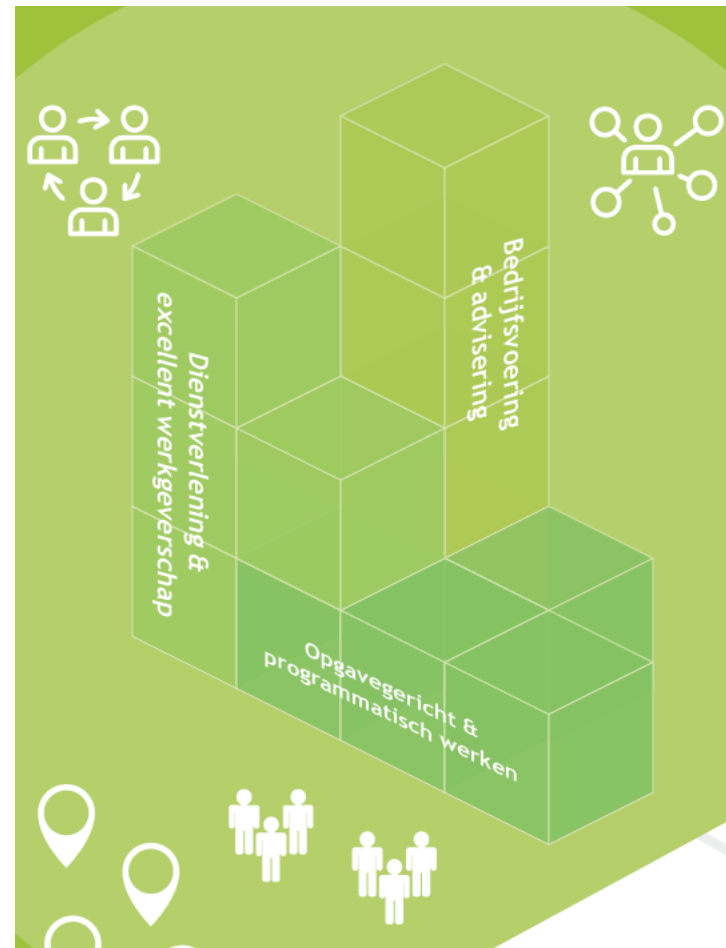 Dienstverlening &
excellent werkgeverschap
Bedrijfsvoering
& advisering
Opgavegericht &
programmatisch werken